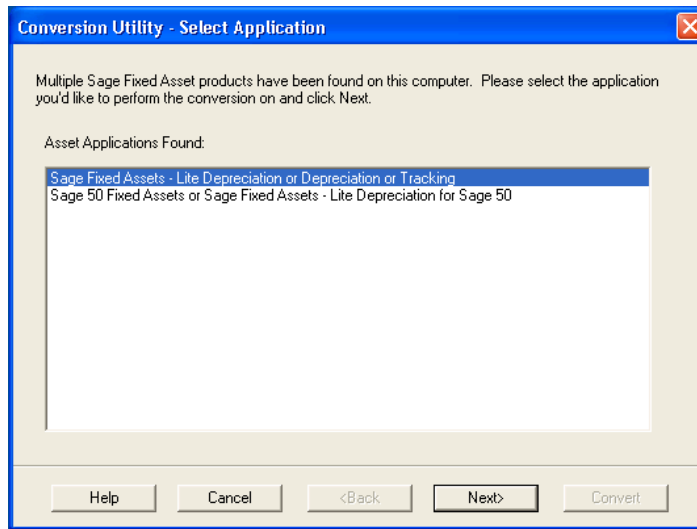 Conversion Utility - Select Application
Multiple Sage Fixed Asset products have been found on this computer. Please select the application
you'd like to perform the conversion on and click Next.
Asset Applications Found:
Sage Fixed Assets - Lite Depreciation or Depreciation or Tracking
Sage 50 Fixed Assets or Sage Fixed Assets - Lite Depreciation for Sage 50
Help Cancel <Back Next> Convert